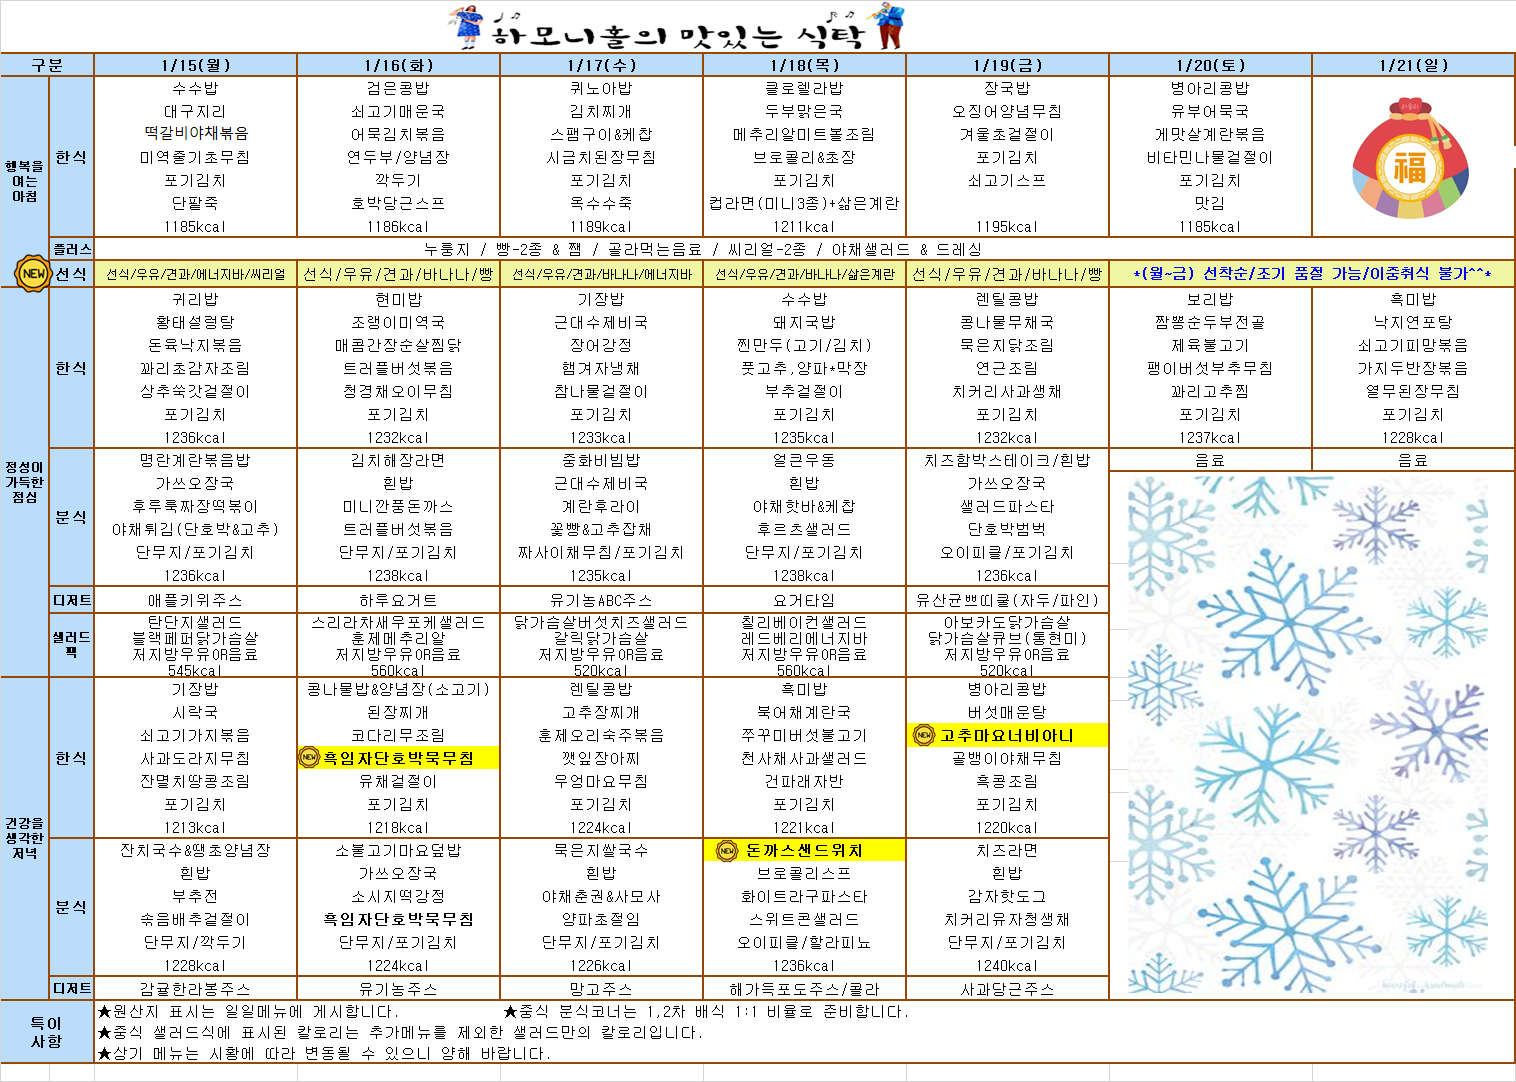 하모니홀의 맛있는 식탁
구분 1/15(월) 1/16(화) 1/17(수) 1/18(목) 1/19(금) 1/20(토) 1/21(일)
행복을 여는 아침
한식
수수밥 검은콩밥 퀴노아밥 클로렐라밥 장국밥 병아리콩밥
대구지리 쇠고기매운국 김치찌개 두부맑은국 오징어양념무침 유부어묵국
떡갈비야채볶음 어묵김치볶음 스팸구이&케찹 메추리알미트볼조림 겨울초겉절이 게맛살계란볶음
미역줄기초무침 연두부/양념장 시금치된장무침 브로콜리&초장 포기김치 비타민나물겉절이
포기김치 깍두기 포기김치 포기김치 쇠고기스프 포기김치
단팥죽 호박당근스프 옥수수죽 컵라면(미니3종)+삶은계란 맛김
1185kcal 1186kcal 1189kcal 1211kcal 1195kcal 1185kcal
福
플러스 누룽지 / 빵-2종 & 잼 / 골라먹는음료 / 씨리얼-2종 / 야채샐러드 & 드레싱
NEW 선식 선식/우유/견과/에너지바/씨리얼 선식/우유/견과/바나나/빵 선식/우유/견과/바나나/에너지바 선식/우유/견과/바나나/삶은계란 선식/우유/견과/바나나/빵 *(월~금) 선착순/조기 품절 가능/이중취식 불가^^*
정성이 가득한 점심
한식
귀리밥 현미밥 기장밥 수수밥 렌틸콩밥 보리밥 흑미밥
황태설렁탕 조랭이미역국 근대수제비국 돼지국밥 콩나물무채국 짬뽕순두부전골 낙지연포탕
돈육낙지볶음 매콤간장순살찜닭 장어강정 찐만두(고기/김치) 묵은지닭조림 제육불고기 쇠고기피망볶음
꽈리초감자조림 트러플버섯볶음 햄겨자냉채 풋고추,양파*막장 연근조림 팽이버섯부추무침 가지두반장볶음
상추쑥갓겉절이 청경채오이무침 참나물겉절이 부추겉절이 치커리사과생채 꽈리고추찜 열무된장무침
포기김치 포기김치 포기김치 포기김치 포기김치 포기김치 포기김치
1236kcal 1232kcal 1233kcal 1235kcal 1232kcal 1237kcal 1228kcal
분식
명란계란볶음밥 김치해장라면 중화비빔밥 얼큰우동 치즈함박스테이크/흰밥 음료 음료
가쓰오장국 흰밥 근대수제비국 흰밥 가쓰오장국
후루룩짜장떡볶이 미니깐풍돈까스 계란후라이 야채핫바&케찹 샐러드파스타
야채튀김(단호박&고추) 트러플버섯볶음 꽃빵&고추잡채 후르츠샐러드 단호박범벅
단무지/포기김치 단무지/포기김치 짜사이채무침/포기김치 단무지/포기김치 오이피클/포기김치
1236kcal 1238kcal 1235kcal 1238kcal 1236kcal
디저트 애플키위주스 하루요거트 유기농ABC주스 요거타임 유산균쁘띠쿨(자두/파인)
샐러드 팩
탄단지샐러드 스리라차새우포케샐러드 닭가슴살버섯치즈샐러드 칠리베이컨샐러드 아보카도닭가슴살
블랙페퍼닭가슴살 훈제메추리알 갈릭닭가슴살 레드베리에너지바 닭가슴살큐브(통현미)
저지방우유OR음료 저지방우유OR음료 저지방우유OR음료 저지방우유OR음료 저지방우유OR음료
545kcal 560kcal 520kcal 560kcal 520kcal
건강을 생각한 저녁
한식
기장밥 콩나물밥&양념장(소고기) 렌틸콩밥 흑미밥 병아리콩밥
시락국 된장찌개 고추장찌개 북어채계란국 버섯매운탕
쇠고기가지볶음 코다리무조림 훈제오리숙주볶음 쭈꾸미버섯불고기 NEW 고추마요너비아니
사과도라지무침 NEW 흑임자단호박묵무침 깻잎장아찌 천사채사과샐러드 골뱅이야채무침
잔멸치땅콩조림 유채겉절이 우엉마요무침 건파래자반 흑콩조림
포기김치 포기김치 포기김치 포기김치 포기김치
1213kcal 1218kcal 1224kcal 1221kcal 1220kcal
분식
잔치국수&땡초양념장 소불고기마요덮밥 묵은지쌀국수 NEW 돈까스샌드위치 치즈라면
흰밥 가쓰오장국 흰밥 브로콜리스프 흰밥
부추전 소시지떡강정 야채춘권&사모사 화이트라구파스타 감자핫도그
솎음배추겉절이 흑임자단호박묵무침 양파초절임 스위트콘샐러드 치커리유자청생채
단무지/깍두기 단무지/포기김치 단무지/포기김치 오이피클/할라피뇨 단무지/포기김치
1228kcal 1224kcal 1226kcal 1236kcal 1240kcal
디저트 감귤한라봉주스 유기농주스 망고주스 해가득포도주스/콜라 사과당근주스
특이 사항
★원산지 표시는 일일메뉴에 게시합니다. ★중식 분식코너는 1,2차 배식 1:1 비율로 준비합니다.
★중식 샐러드식에 표시된 칼로리는 추가메뉴를 제외한 샐러드만의 칼로리입니다.
★상기 메뉴는 시황에 따라 변동될 수 있으니 양해 바랍니다.